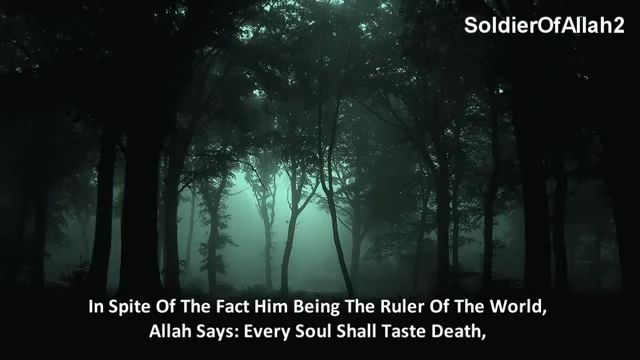 SoldierOfAllah2
In Spite Of The Fact Him Being The Ruler Of The World,
Allah Says: Every Soul Shall Taste Death,